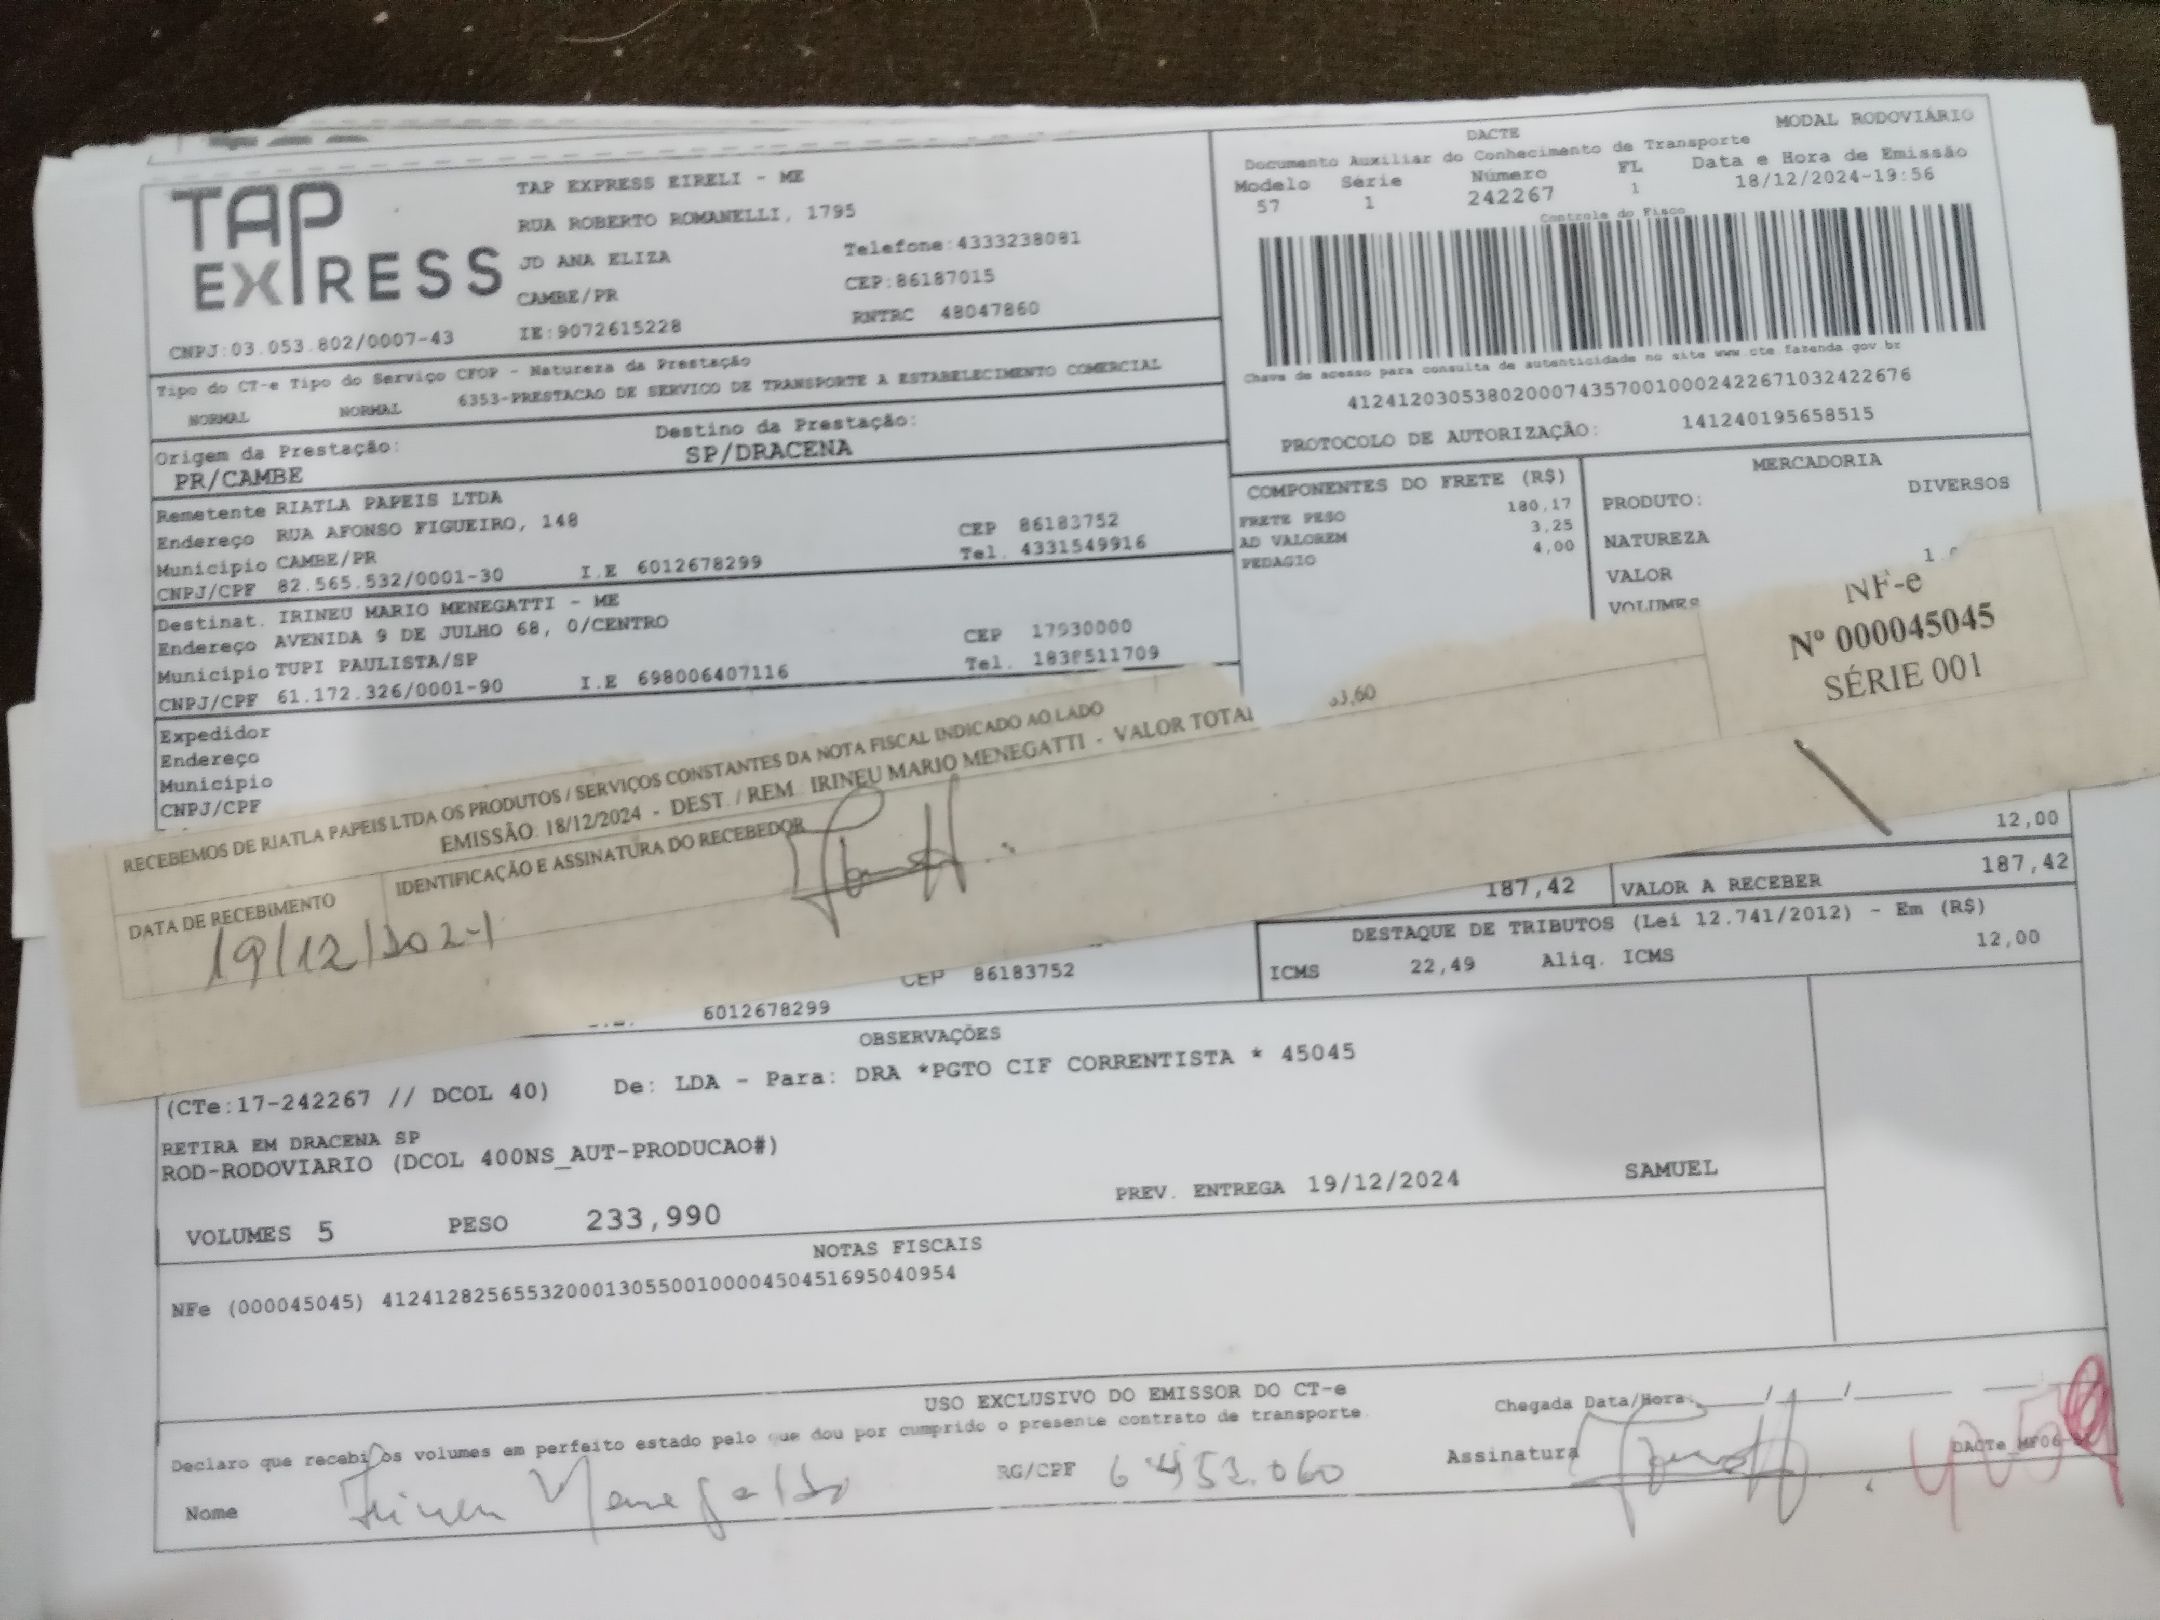 TAP EXPRESS
TAP EXPRESS EIRELI - ME
RUA ROBERTO ROMANELLI, 1795
JD ANA ELIZA
Telefone:4333238081
CAMBE/PR
CEP:86187015
CNPJ:03.053.802/0007-43
IE:9072615228
RNTRC 48047860
DACTE
MODAL RODOVIÁRIO
Documento Auxiliar do Conhecimento de Transporte
Modelo Série Número FL Data e Hora de Emissão
57 1 242267 1 18/12/2024-19:56
Controle do Fisco
Chave de acesso para consulta de autenticidade no site www.cte.fazenda.gov.br
41241203053802000743570010002422671032422676
PROTOCOLO DE AUTORIZAÇÃO: 141240195658515
Tipo do CT-e Tipo do Serviço CFOP - Natureza da Prestação
NORMAL NORMAL 6353-PRESTACAO DE SERVICO DE TRANSPORTE A ESTABELECIMENTO COMERCIAL
Origem da Prestação: Destino da Prestação:
PR/CAMBE SP/DRACENA
Remetente RIATLA PAPEIS LTDA
Endereço RUA AFONSO FIGUEIRO, 148 CEP 86183752
Município CAMBE/PR Tel. 4331549916
CNPJ/CPF 82.565.532/0001-30 I.E 6012678299
Destinat. IRINEU MARIO MENEGATTI - ME
Endereço AVENIDA 9 DE JULHO 68, 0/CENTRO CEP 17930000
Município TUPI PAULISTA/SP Tel. 1838511709
CNPJ/CPF 61.172.326/0001-90 I.E 698006407116
Expedidor
Endereço
Município
CNPJ/CPF
COMPONENTES DO FRETE (R$)
FRETE PESO 180,17
AD VALOREM 3,25
PEDAGIO 4,00
MERCADORIA
PRODUTO: DIVERSOS
NATUREZA
VALOR
VOLUMES
RECEBEMOS DE RIATLA PAPEIS LTDA OS PRODUTOS / SERVIÇOS CONSTANTES DA NOTA FISCAL INDICADO AO LADO
EMISSÃO: 18/12/2024 - DEST. / REM.: IRINEU MARIO MENEGATTI - VALOR TOTAL
3,60
NF-e
Nº 000045045
SÉRIE 001
DATA DE RECEBIMENTO
19/12/2024
IDENTIFICAÇÃO E ASSINATURA DO RECEBEDOR
12,00
187,42 VALOR A RECEBER 187,42
DESTAQUE DE TRIBUTOS (Lei 12.741/2012) - Em (R$)
ICMS 22,49 Aliq. ICMS 12,00
CEP 86183752
6012678299
OBSERVAÇÕES
(CTe:17-242267 // DCOL 40) De: LDA - Para: DRA *PGTO CIF CORRENTISTA * 45045
RETIRA EM DRACENA SP
ROD-RODOVIARIO (DCOL 400NS_AUT-PRODUCAO#)
VOLUMES 5 PESO 233,990 PREV. ENTREGA 19/12/2024 SAMUEL
NOTAS FISCAIS
NFe (000045045) 41241282565532000130550010000450451695040954
USO EXCLUSIVO DO EMISSOR DO CT-e
Declaro que recebi os volumes em perfeito estado pelo que dou por cumprido o presente contrato de transporte.
Chegada Data/Hora: / /
Nome
RG/CPF 6 453.060
Assinatura